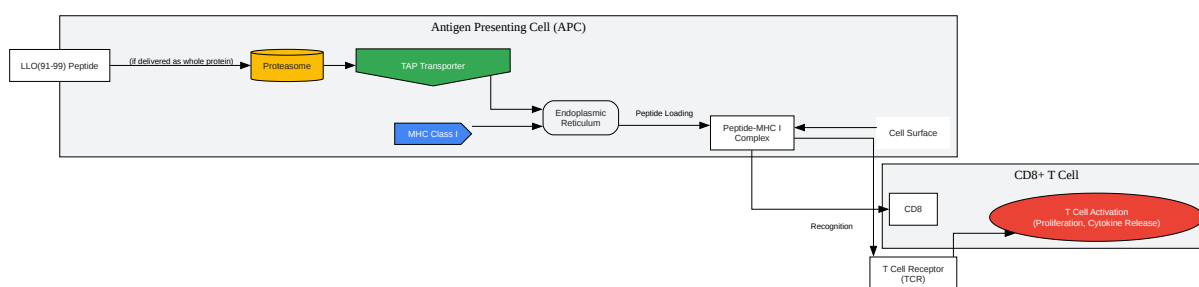 Antigen Presenting Cell (APC)
LLO(91-99) Peptide
(if delivered as whole protein)
Proteasome
TAP Transporter
MHC Class I
Endoplasmic
Reticulum
Peptide Loading
Peptide-MHC I
Complex
Cell Surface
CD8+ T Cell
CD8
T Cell Activation
(Proliferation, Cytokine Release)
Recognition
T Cell Receptor
(TCR)